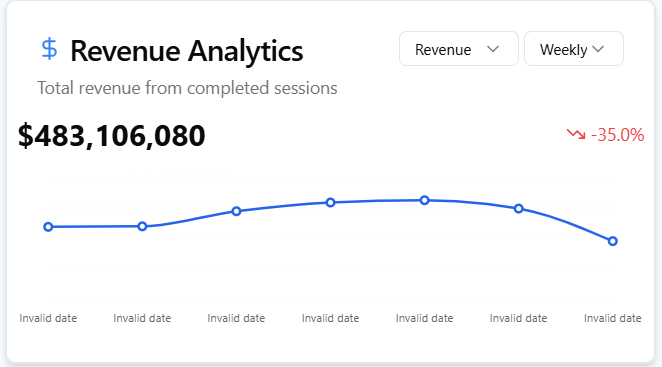 Revenue Analytics
Revenue
Weekly
Total revenue from completed sessions
$483,106,080
-35.0%
Invalid date Invalid date Invalid date Invalid date Invalid date Invalid date Invalid date